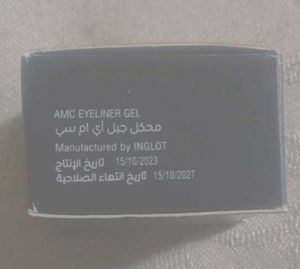 AMC EYELINER GEL
محكل جبل أي ام سي
Manufactured by INGLOT
15/10/2023 تاريخ الإنتاج
15/10/2027 تاريخ انتهاء الصلاحية